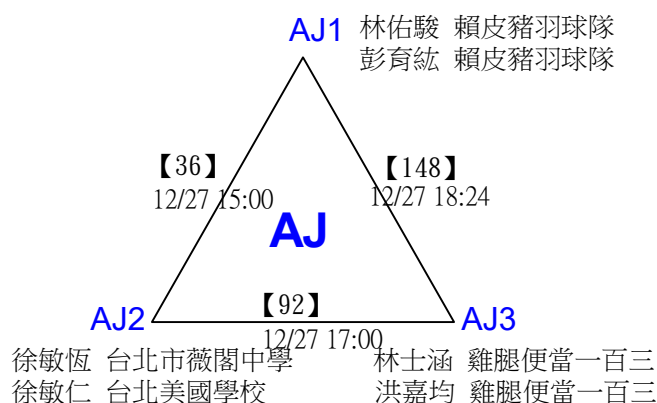 AJ1 林佑駿 賴皮豬羽球隊
彭育紘 賴皮豬羽球隊
【36】 【148】
12/27 15:00 12/27 18:24
AJ
【92】
AJ2 AJ3
12/27 17:00
徐敏恆 台北市薇閣中學 林士涵 雞腿便當一百三
徐敏仁 台北美國學校 洪嘉均 雞腿便當一百三